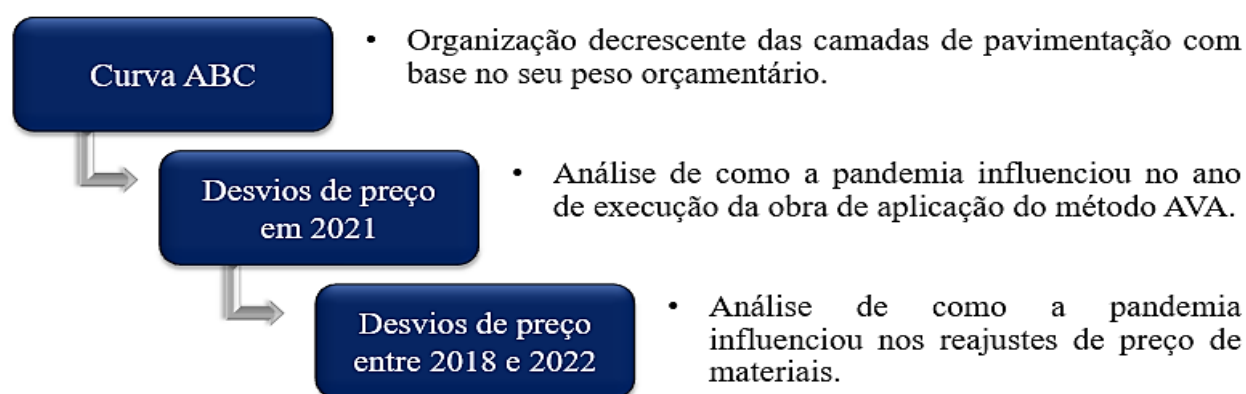 Curva ABC
• Organização decrescente das camadas de pavimentação com
base no seu peso orçamentário.
Desvios de preço
em 2021
• Análise de como a pandemia influenciou no ano
de execução da obra de aplicação do método AVA.
Desvios de preço
entre 2018 e 2022
• Análise de como a pandemia
influenciou nos reajustes de preço de
materiais.